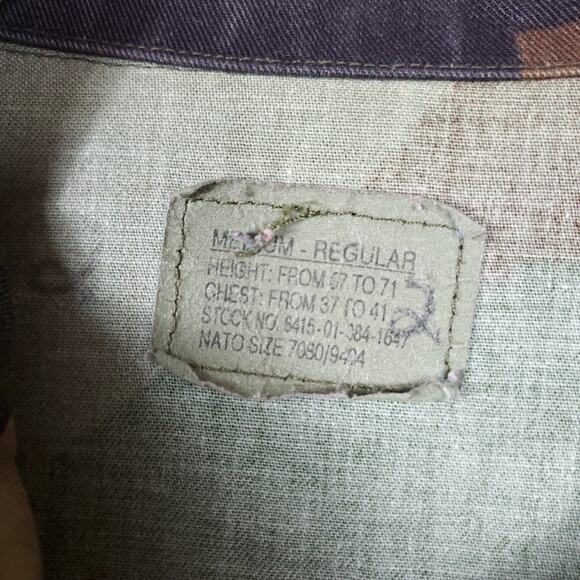 MEDIUM - REGULAR
HEIGHT: FROM 67 TO 71
CHEST: FROM 37 TO 41
STOCK NO. 8415-01-384-1647
NATO SIZE 7080/9404
2